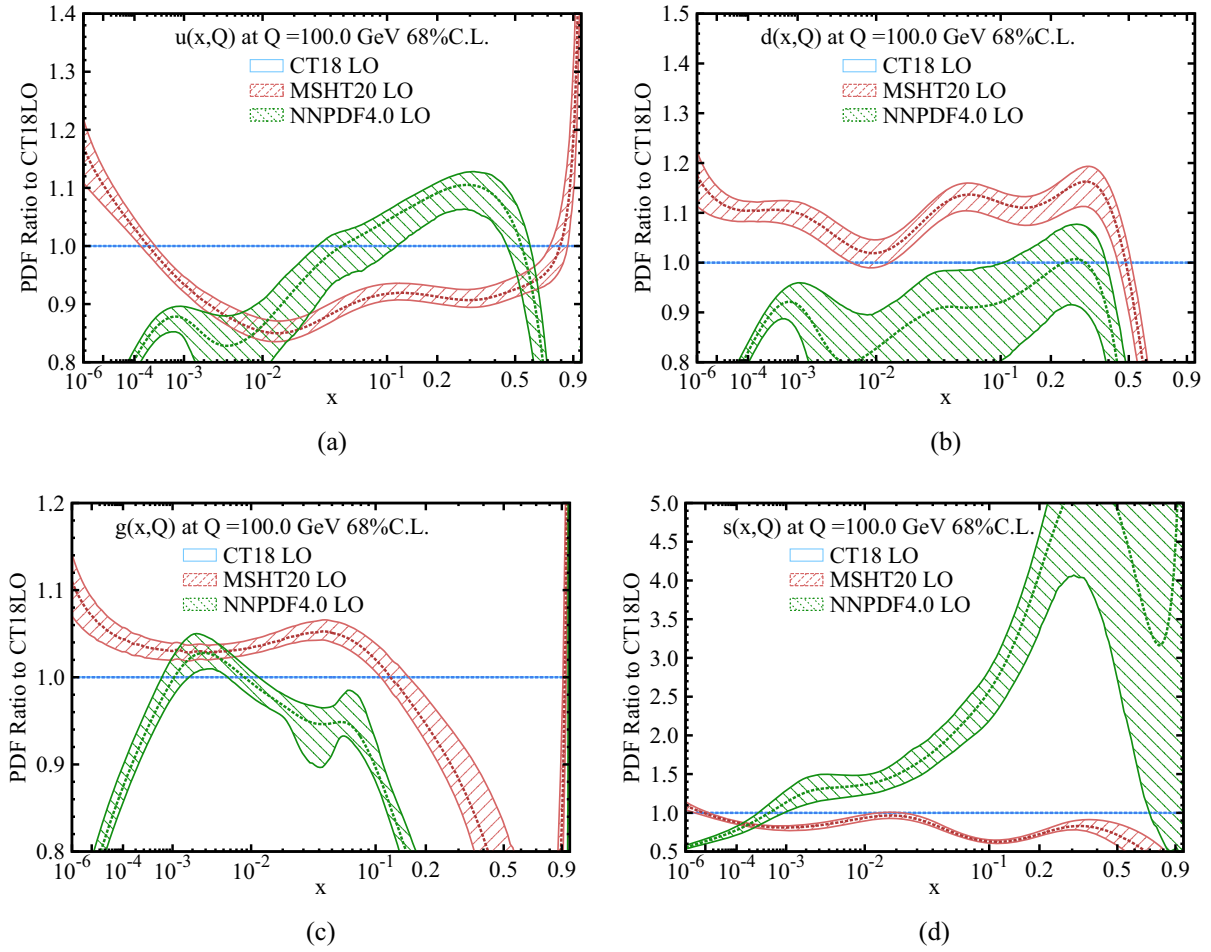 PDF Ratio to CT18LO
1.4
1.3
1.2
1.1
1.0
0.9
0.8
u(x,Q) at Q =100.0 GeV 68%C.L.
CT18 LO
MSHT20 LO
NNPDF4.0 LO
10-6 10-4 10-3 10-2 10-1 0.2 0.5 0.9
x
(a)
PDF Ratio to CT18LO
1.5
1.4
1.3
1.2
1.1
1.0
0.9
0.8
d(x,Q) at Q =100.0 GeV 68%C.L.
CT18 LO
MSHT20 LO
NNPDF4.0 LO
10-6 10-4 10-3 10-2 10-1 0.2 0.5 0.9
x
(b)
PDF Ratio to CT18LO
1.2
1.1
1.0
0.9
0.8
g(x,Q) at Q =100.0 GeV 68%C.L.
CT18 LO
MSHT20 LO
NNPDF4.0 LO
10-6 10-4 10-3 10-2 10-1 0.2 0.5 0.9
x
(c)
PDF Ratio to CT18LO
5.0
4.5
4.0
3.5
3.0
2.5
2.0
1.5
1.0
0.5
s(x,Q) at Q =100.0 GeV 68%C.L.
CT18 LO
MSHT20 LO
NNPDF4.0 LO
10-6 10-4 10-3 10-2 10-1 0.2 0.5 0.9
x
(d)